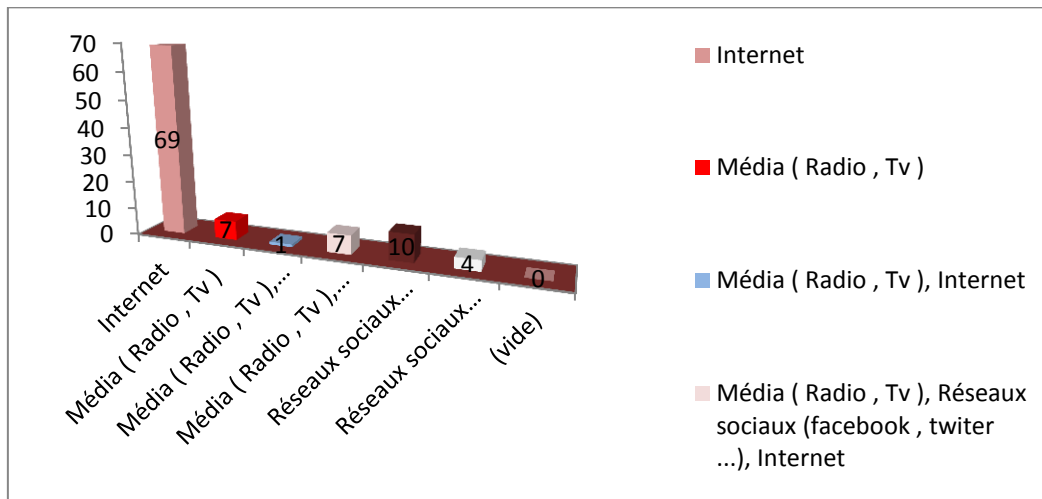 70
60
50
40
30
20
10
0
69
7
1
7
10
4
0
Internet
Média ( Radio , Tv )
Média ( Radio , Tv ),...
Média ( Radio , Tv ),...
Réseaux sociaux...
Réseaux sociaux...
(vide)
Internet
Média ( Radio , Tv )
Média ( Radio , Tv ), Internet
Média ( Radio , Tv ), Réseaux
sociaux (facebook , twiter
...), Internet